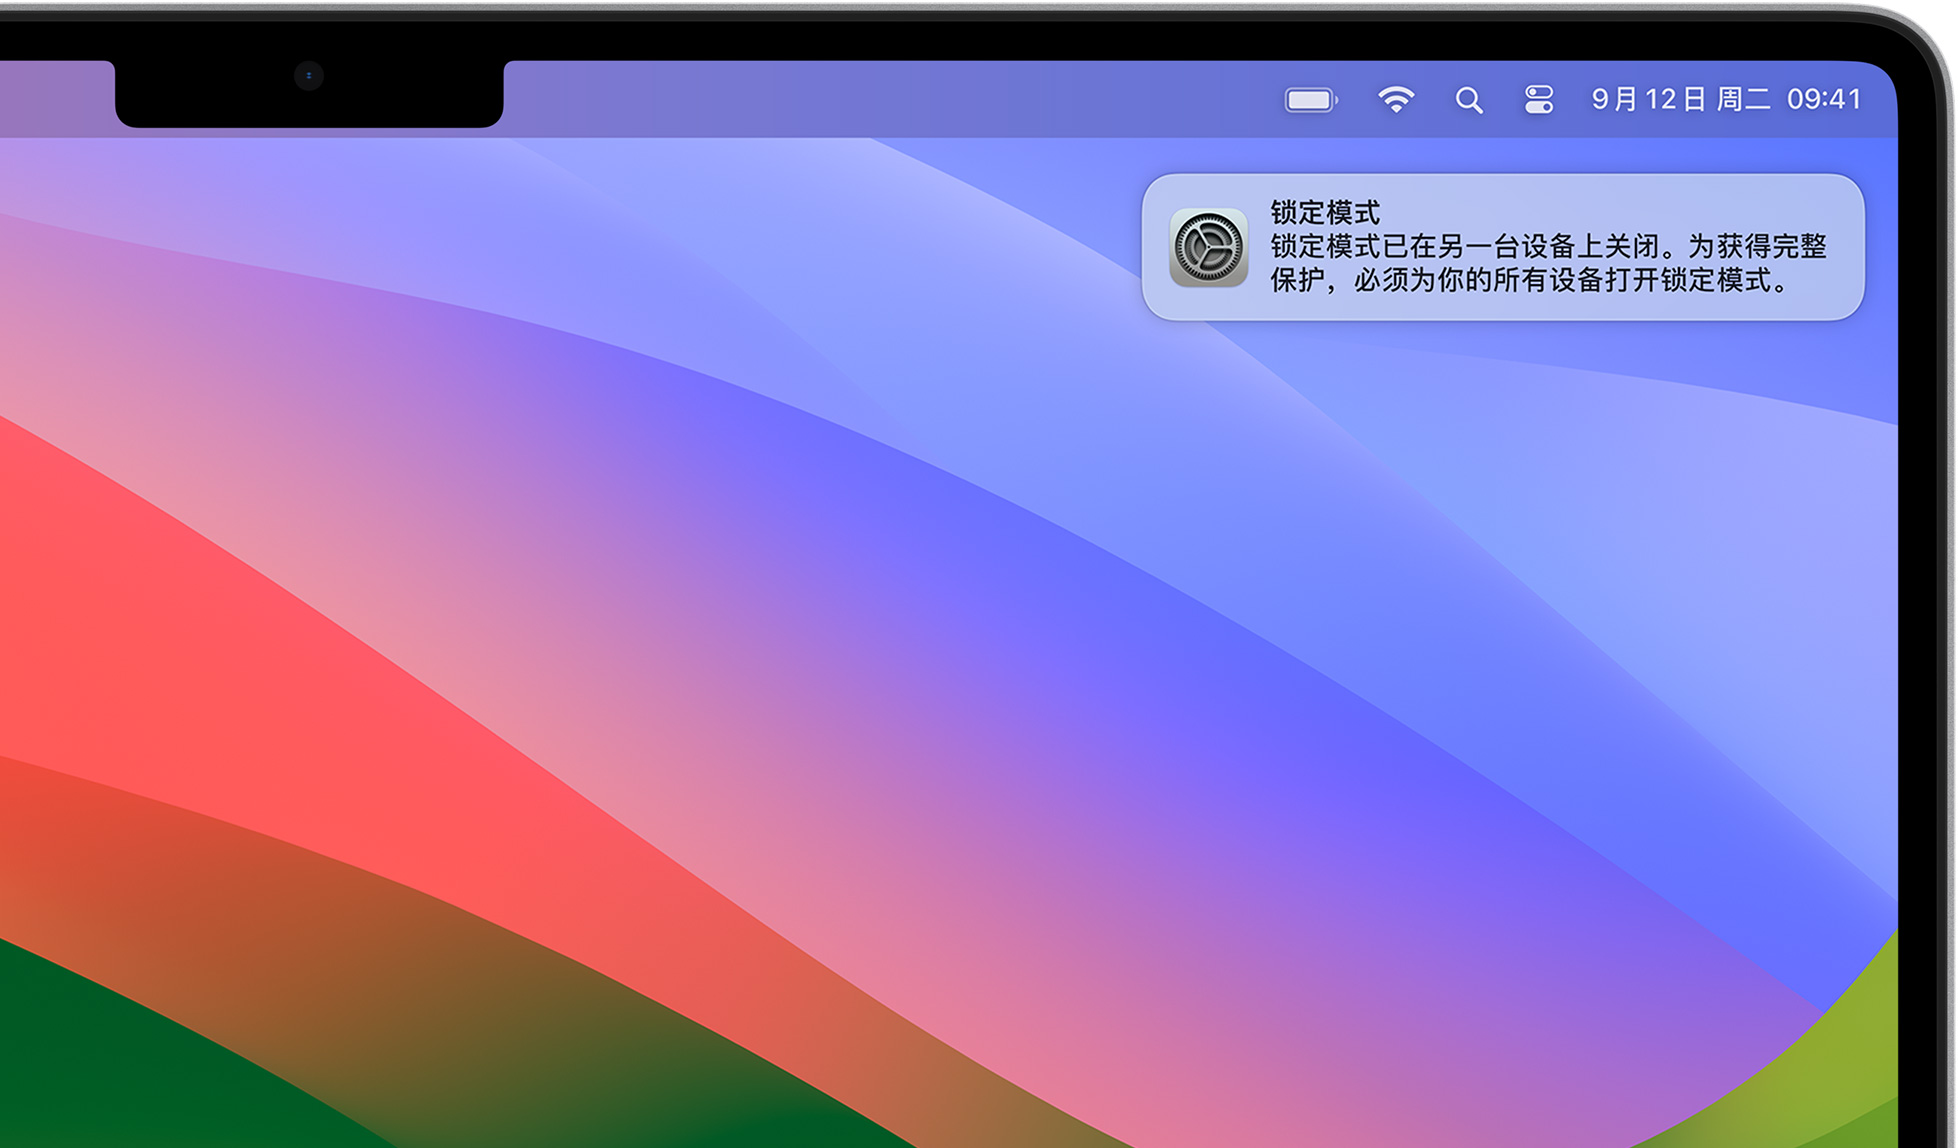 9月12日 周二 09:41
锁定模式
锁定模式已在另一台设备上关闭。为获得完整
保护，必须为你的所有设备打开锁定模式。